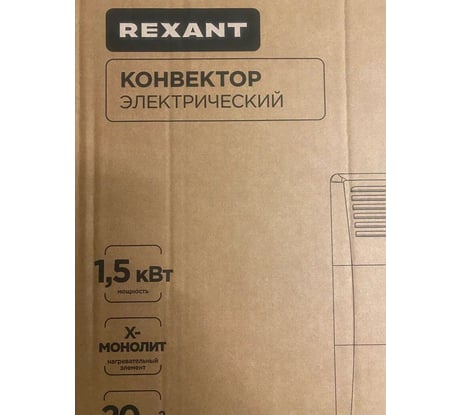 REXANT
КОНВЕКТОР
ЭЛЕКТРИЧЕСКИЙ
1,5 кВт
мощность
X-
МОНОЛИТ
нагревательный
элемент